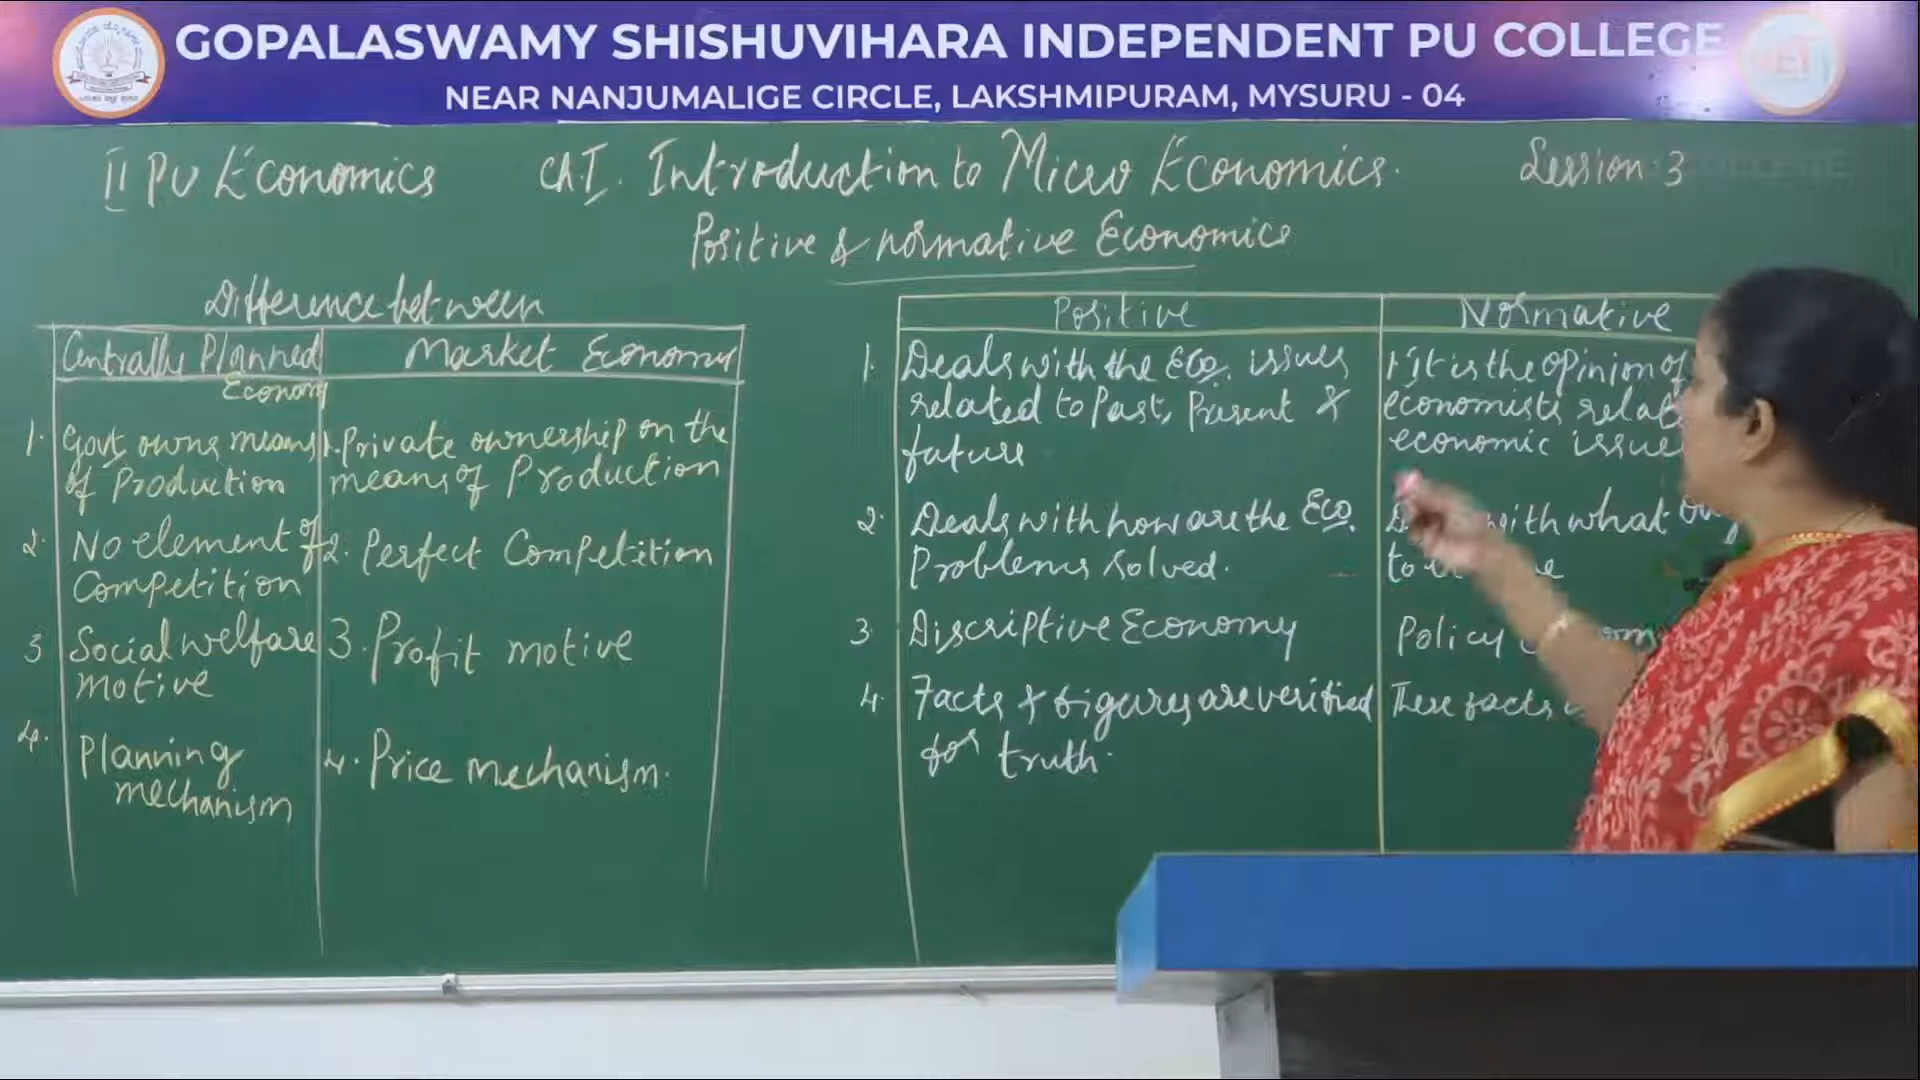 GOPALASWAMY SHISHUVIHARA INDEPENDENT PU COLLEGE
NEAR NANJUMALIGE CIRCLE, LAKSHMIPURAM, MYSURU - 04
II PU Economics Ch.I. Introduction to Micro Economics. Session: 3
Positive & normative Economics
Difference between
Centrally Planned
Economy
Market Economy
1. Govt owns means
of Production
1. Private ownership on the
means of Production
2. No element of
Competition
2. Perfect Competition
3 Social welfare
motive
3. Profit motive
4. Planning
mechanism
4. Price mechanism.
Positive
Normative
1. Deals with the Eco. issues
related to Past, Present &
future
1. It is the opinion of
economists
economic issue
2. Deals with how are the Eco.
Problems solved.
with what
to
3. Discriptive Economy
Policy
4. Facts & figures are verified
for truth.
These facts